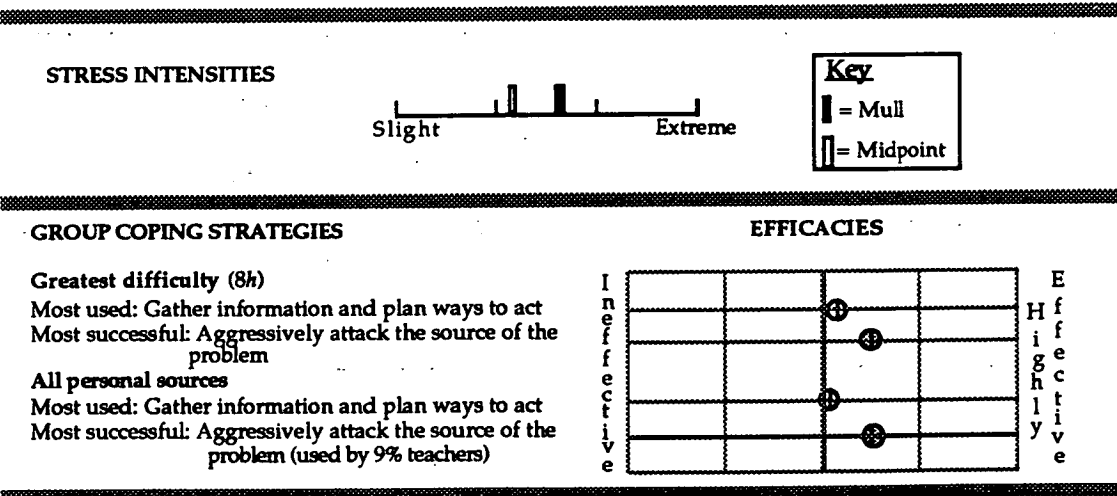 STRESS INTENSITIES
Slight
Extreme
Key
= Mull
= Midpoint
GROUP COPING STRATEGIES
EFFICACIES
Greatest difficulty (8h)
Most used: Gather information and plan ways to act
Most successful: Aggressively attack the source of the
problem
All personal sources
Most used: Gather information and plan ways to act
Most successful: Aggressively attack the source of the
problem (used by 9% teachers)
Ineffective
Highly
Effective